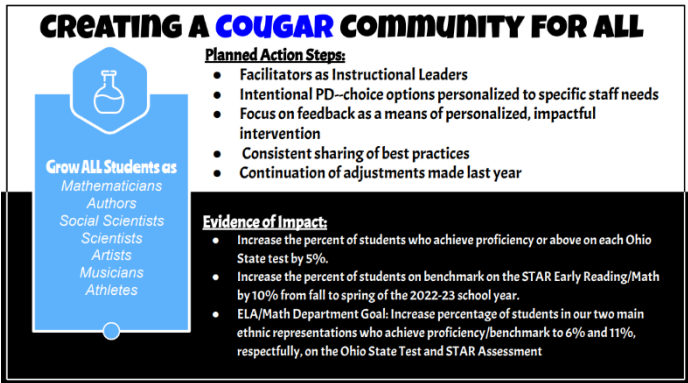 CREATING A COUGAR COMMUNITY FOR ALL
Planned Action Steps:
● Facilitators as Instructional Leaders
● Intentional PD--choice options personalized to specific staff needs
● Focus on feedback as a means of personalized, impactful
intervention
● Consistent sharing of best practices
● Continuation of adjustments made last year
Grow ALL Students as
Mathematicians
Authors
Social Scientists
Scientists
Artists
Musicians
Athletes
Evidence of Impact:
● Increase the percent of students who achieve proficiency or above on each Ohio
State test by 5%.
● Increase the percent of students on benchmark on the STAR Early Reading/Math
by 10% from fall to spring of the 2022-23 school year.
● ELA/Math Department Goal: Increase percentage of students in our two main
ethnic representations who achieve proficiency/benchmark to 6% and 11%,
respectfully, on the Ohio State Test and STAR Assessment